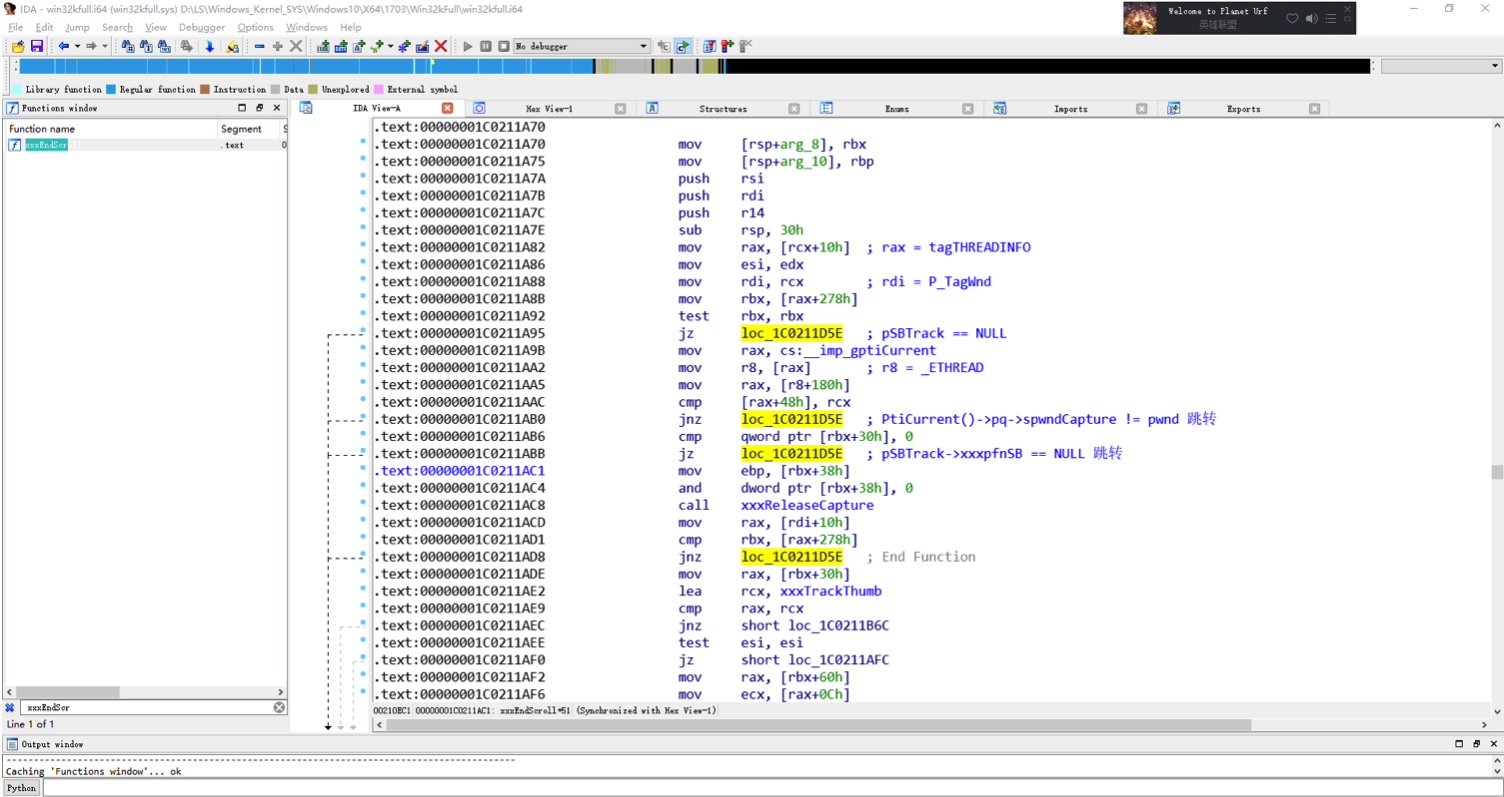 IDA - win32kfull.i64 (win32kfull.sys) D:\LS\Windows_Kernel_SYS\Windows10\X64\1703\Win32kFull\win32kfull.i64
Welcome to Planet Urf
英雄联盟
File Edit Jump Search View Debugger Options Windows Help
No debugger
Library function Regular function Instruction Data Unexplored External symbol
Functions window
IDA View-A Hex View-1 Structures Enums Imports Exports
Function name Segment S
xxxEndScr .text 0
.text:00000001C0211A70
.text:00000001C0211A70 mov [rsp+arg_8], rbx
.text:00000001C0211A75 mov [rsp+arg_10], rbp
.text:00000001C0211A7A push rsi
.text:00000001C0211A7B push rdi
.text:00000001C0211A7C push r14
.text:00000001C0211A7E sub rsp, 30h
.text:00000001C0211A82 mov rax, [rcx+10h] ; rax = tagTHREADINFO
.text:00000001C0211A86 mov esi, edx
.text:00000001C0211A88 mov rdi, rcx ; rdi = P_TagWnd
.text:00000001C0211A8B mov rbx, [rax+278h]
.text:00000001C0211A92 test rbx, rbx
.text:00000001C0211A95 jz loc_1C0211D5E ; pSBTrack == NULL
.text:00000001C0211A9B mov rax, cs:__imp_gptiCurrent
.text:00000001C0211AA2 mov r8, [rax] ; r8 = _ETHREAD
.text:00000001C0211AA5 mov rax, [r8+180h]
.text:00000001C0211AAC cmp [rax+48h], rcx
.text:00000001C0211AB0 jnz loc_1C0211D5E ; PtiCurrent()->pq->spwndCapture != pwnd 跳转
.text:00000001C0211AB6 cmp qword ptr [rbx+30h], 0
.text:00000001C0211ABB jz loc_1C0211D5E ; pSBTrack->xxxpfnSB == NULL 跳转
.text:00000001C0211AC1 mov ebp, [rbx+38h]
.text:00000001C0211AC4 and dword ptr [rbx+38h], 0
.text:00000001C0211AC8 call xxxReleaseCapture
.text:00000001C0211ACD mov rax, [rdi+10h]
.text:00000001C0211AD1 cmp rbx, [rax+278h]
.text:00000001C0211AD8 jnz loc_1C0211D5E ; End Function
.text:00000001C0211ADE mov rax, [rbx+30h]
.text:00000001C0211AE2 lea rcx, xxxTrackThumb
.text:00000001C0211AE9 cmp rax, rcx
.text:00000001C0211AEC jnz short loc_1C0211B6C
.text:00000001C0211AEE test esi, esi
.text:00000001C0211AF0 jz short loc_1C0211AFC
.text:00000001C0211AF2 mov rax, [rbx+60h]
.text:00000001C0211AF6 mov ecx, [rax+0Ch]
xxxEndScr
00210EC1 00000001C0211AC1: xxxEndScroll+51 (Synchronized with Hex View-1)
Line 1 of 1
Output window
Caching 'Functions window'... ok
Python